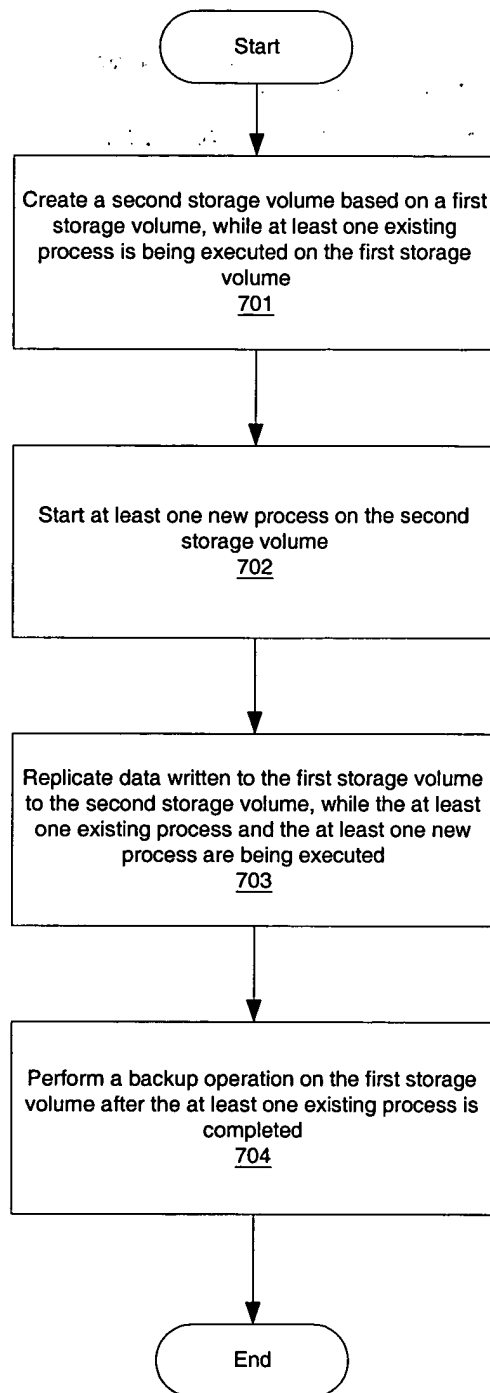 Start
Create a second storage volume based on a first
storage volume, while at least one existing
process is being executed on the first storage
volume
701
Start at least one new process on the second
storage volume
702
Replicate data written to the first storage volume
to the second storage volume, while the at least
one existing process and the at least one new
process are being executed
703
Perform a backup operation on the first storage
volume after the at least one existing process is
completed
704
End